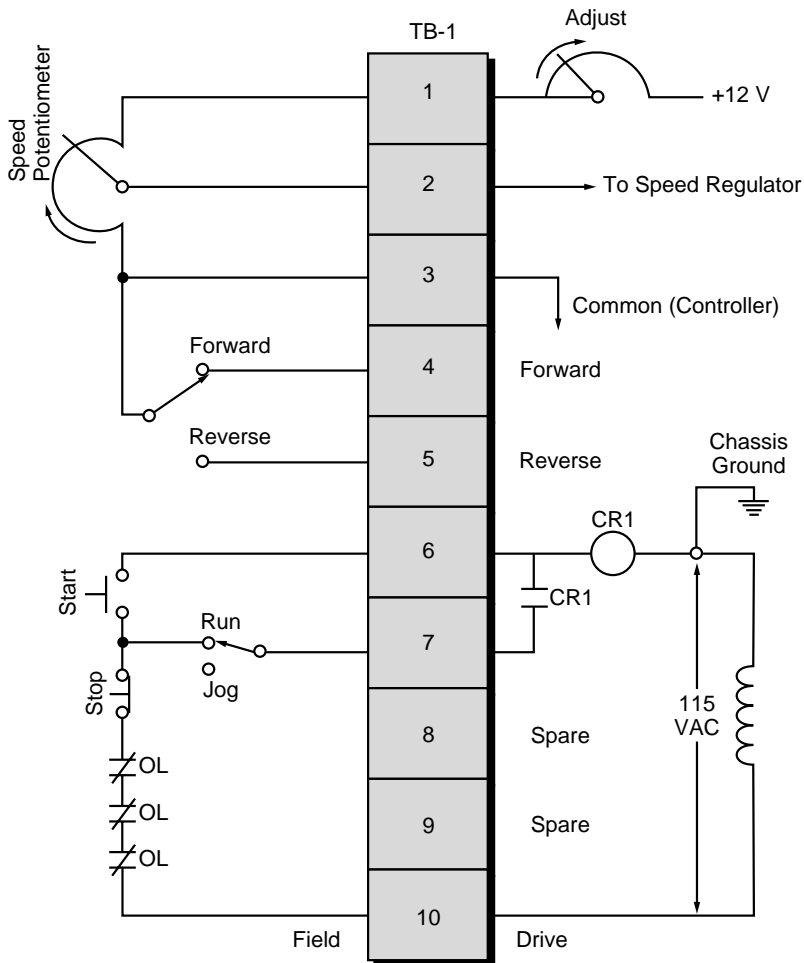 TB-1
Adjust
Speed
Potentiometer
1
+12 V
2
To Speed Regulator
3
Common (Controller)
Forward
4
Forward
Reverse
5
Reverse
Chassis
Ground
6
CR1
Start
CR1
Run
7
Jog
Stop
8
Spare
115
VAC
OL
OL
9
Spare
OL
10
Field
Drive